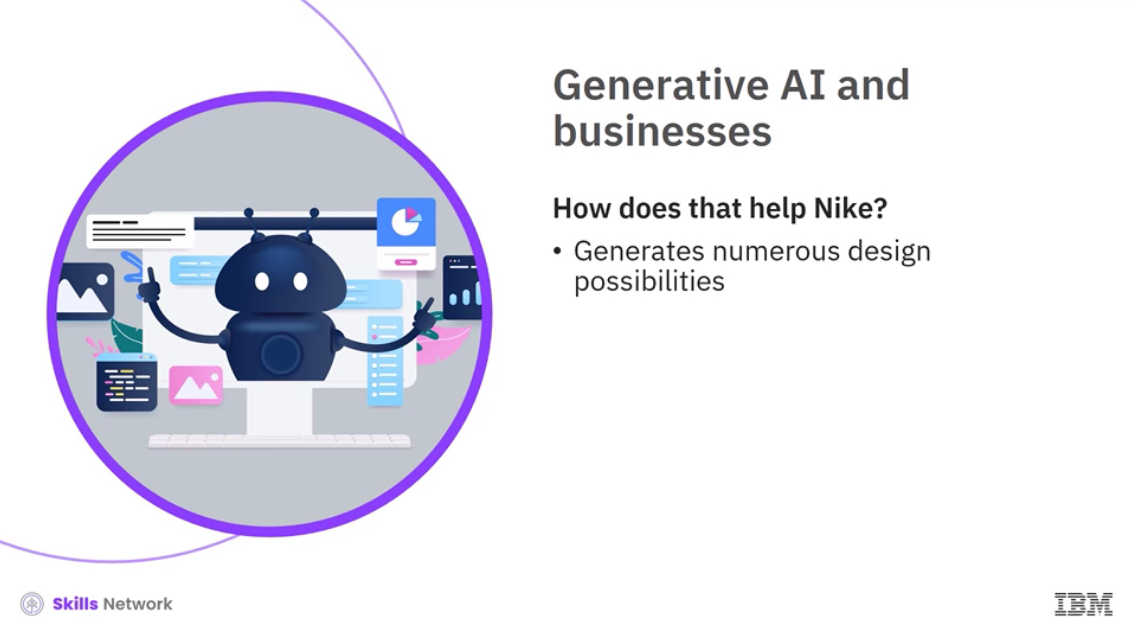 Generative AI and
businesses
How does that help Nike?
• Generates numerous design
possibilities
Skills Network
IBM